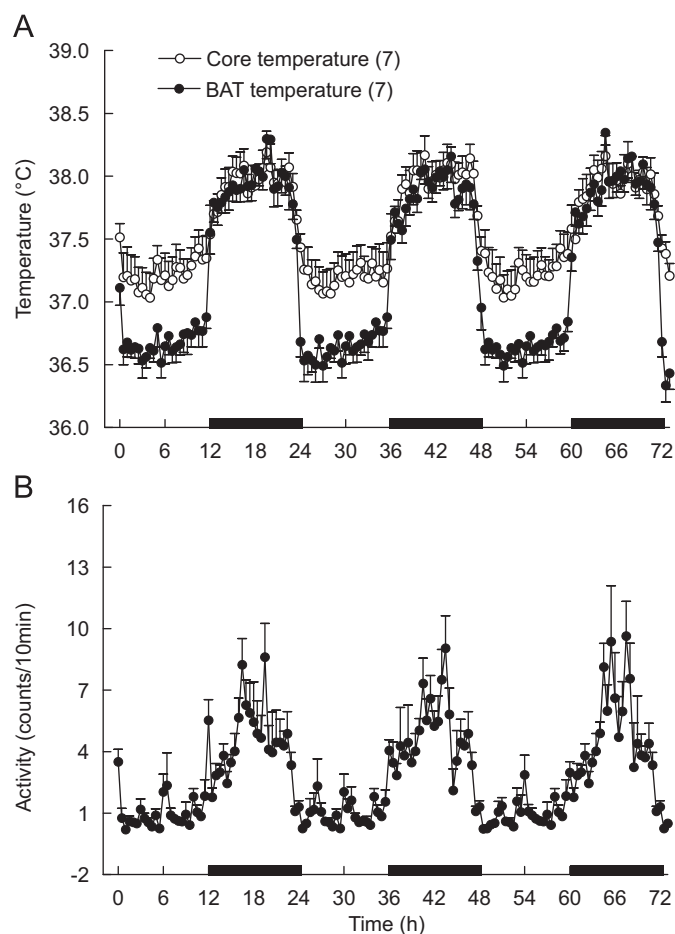 A
39.0
38.5
38.0
37.5
37.0
36.5
36.0
Temperature (°C)
Core temperature (7)
BAT temperature (7)
0 6 12 18 24 30 36 42 48 54 60 66 72
B
16
13
10
7
4
1
-2
Activity (counts/10min)
0 6 12 18 24 30 36 42 48 54 60 66 72
Time (h)